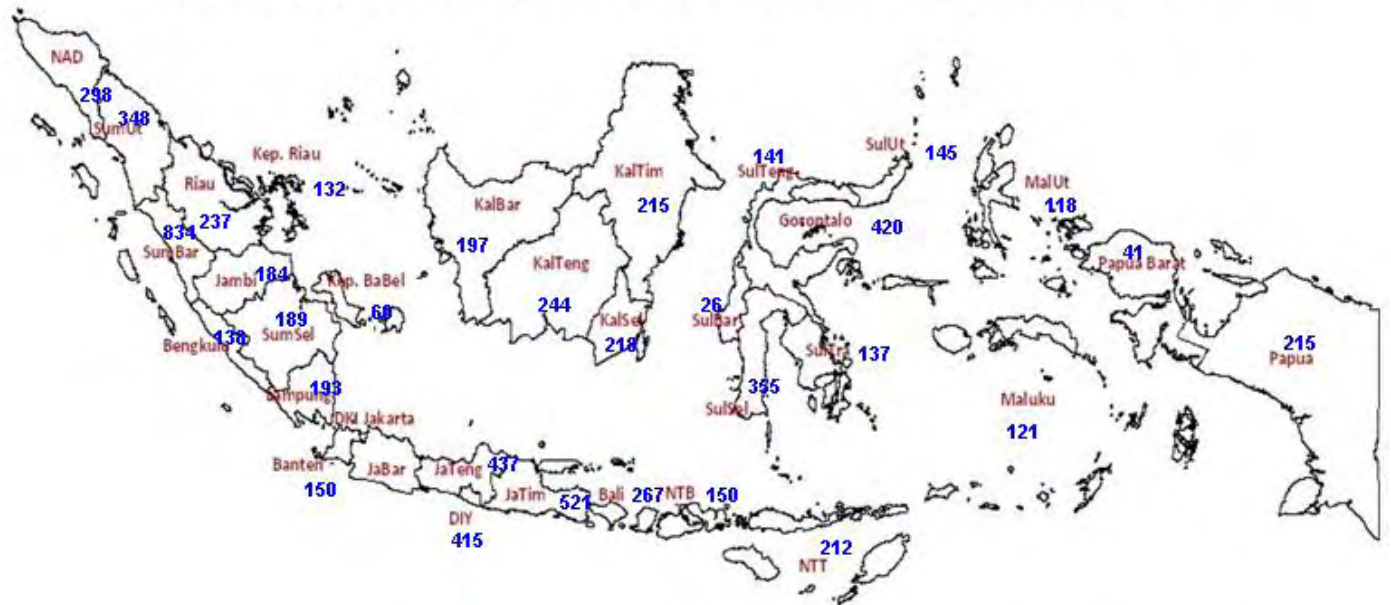 NAD
298
348
SumUt
Kep. Riau
132
Riau
237
834
SumBar
Jambi
184
Kep. BaBel
60
189
SumSel
138
Bengkulu
193
Lampung
DKI Jakarta
Banten
150
JaBar
JaTeng
437
JaTim
521
DIY
415
Bali
267
NTB
150
212
NTT
KalBar
197
KalTim
215
KalTeng
244
KalSel
218
141
SulTeng
SulUt
145
Gorontalo
420
26
SulBar
SulTra
137
355
SulSel
MalUt
118
41
Papua Barat
Maluku
121
215
Papua